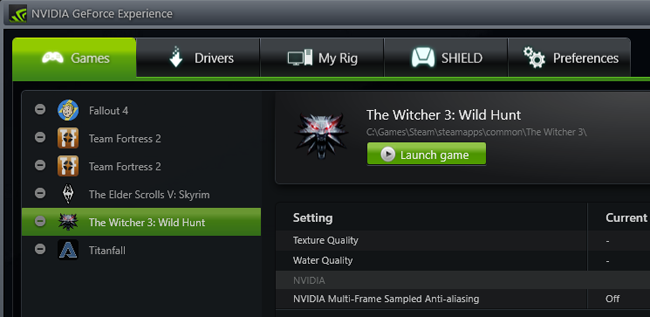 NVIDIA GeForce Experience
Games Drivers My Rig SHIELD Preferences
Fallout 4
Team Fortress 2
Team Fortress 2
The Elder Scrolls V: Skyrim
The Witcher 3: Wild Hunt
Titanfall
The Witcher 3: Wild Hunt
C:\Games\Steam\steamapps\common\The Witcher 3\
Launch game
Setting Current
Texture Quality -
Water Quality -
NVIDIA
NVIDIA Multi-Frame Sampled Anti-aliasing Off